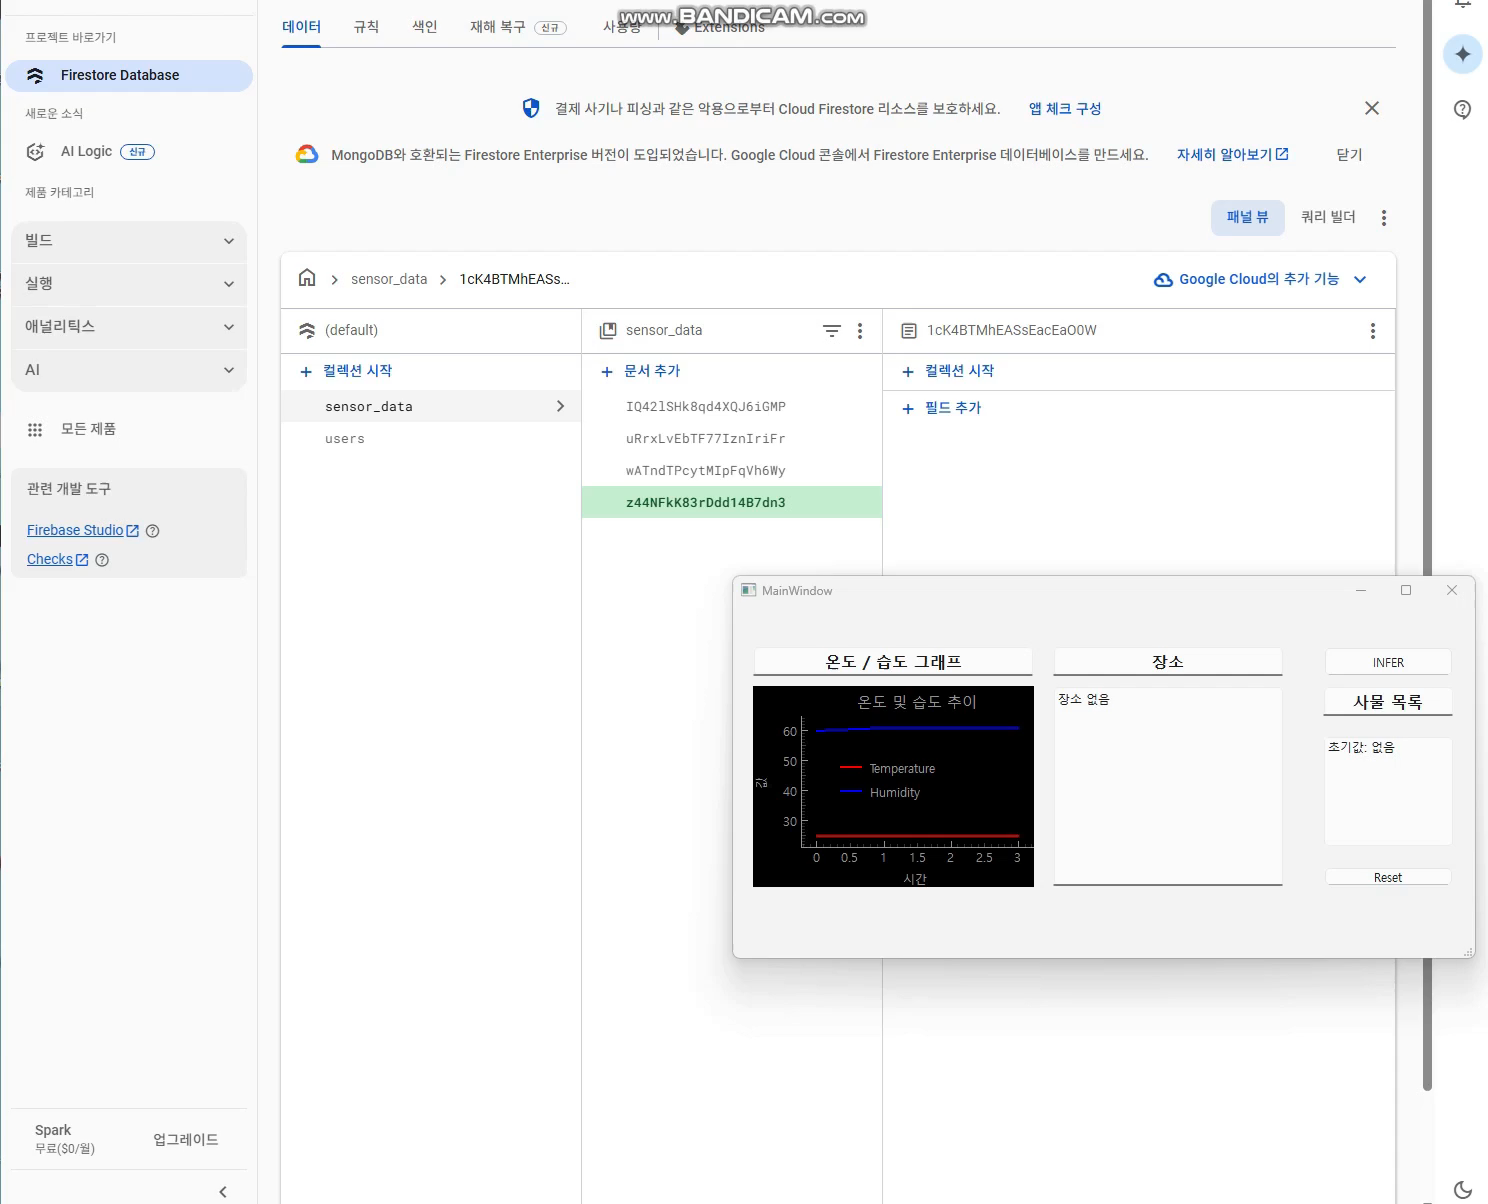 www.BANDICAM.com
프로젝트 바로가기
Firestore Database
새로운 소식
AI Logic 신규
제품 카테고리
빌드
실행
애널리틱스
AI
모든 제품
관련 개발 도구
Firebase Studio
Checks
Spark
무료($0/월)
업그레이드
데이터 규칙 색인 재해 복구 신규 사용량 Extensions
결제 사기나 피싱과 같은 악용으로부터 Cloud Firestore 리소스를 보호하세요. 앱 체크 구성
MongoDB와 호환되는 Firestore Enterprise 버전이 도입되었습니다. Google Cloud 콘솔에서 Firestore Enterprise 데이터베이스를 만드세요. 자세히 알아보기 닫기
패널 뷰 쿼리 빌더
sensor_data 1cK4BTMhEASs... Google Cloud의 추가 기능
(default)
컬렉션 시작
sensor_data
users
sensor_data
문서 추가
IQ42lSHk8qd4XQJ6iGMP
uRrxLvEbTF77IznIriFr
wATndTPcytMIpFqVh6Wy
z44NFkK83rDdd14B7dn3
1cK4BTMhEASsEacEaO0W
컬렉션 시작
필드 추가
MainWindow
온도 / 습도 그래프
온도 및 습도 추이
60
50
40
30
값
Temperature
Humidity
0 0.5 1 1.5 2 2.5 3
시간
장소
장소 없음
INFER
사물 목록
초기값: 없음
Reset